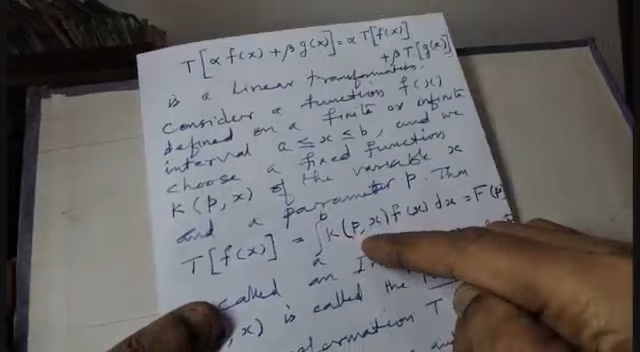 T[α f(x) + β g(x)] = α T[f(x)]
+ β T[g(x)]
is a Linear transformation.
Consider a function f(x)
defined on a finite or infinite
interval a ≤ x ≤ b, and we
choose a fixed function
K(p, x) of the variable x
and a parameter p. Then
T[f(x)] = ∫_a^b K(p, x) f(x) dx = F(p)
called an
, x) is called the
T